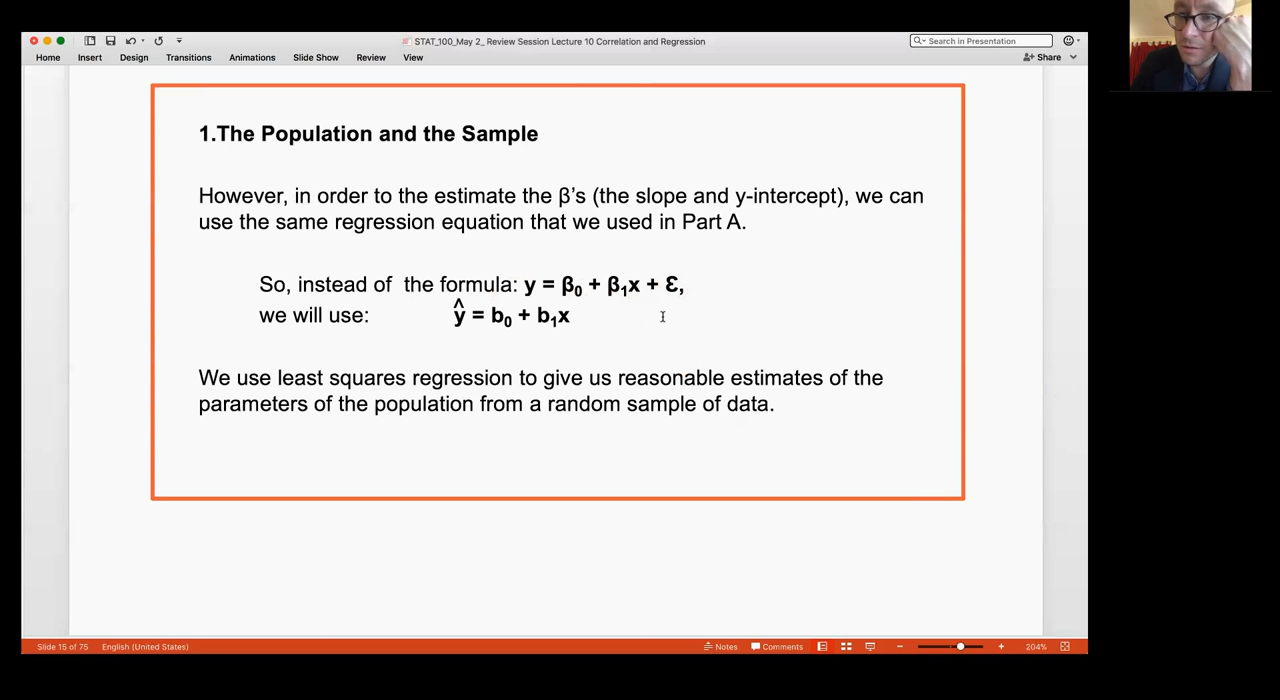 STAT_100_May 2_ Review Session Lecture 10 Correlation and Regression
Search in Presentation
Home Insert Design Transitions Animations Slide Show Review View Share
1.The Population and the Sample
However, in order to the estimate the β's (the slope and y-intercept), we can
use the same regression equation that we used in Part A.
So, instead of the formula: y = β₀ + β₁x + Ɛ,
we will use: ŷ = b₀ + b₁x
We use least squares regression to give us reasonable estimates of the
parameters of the population from a random sample of data.
Slide 15 of 75 English (United States) Notes Comments 204%